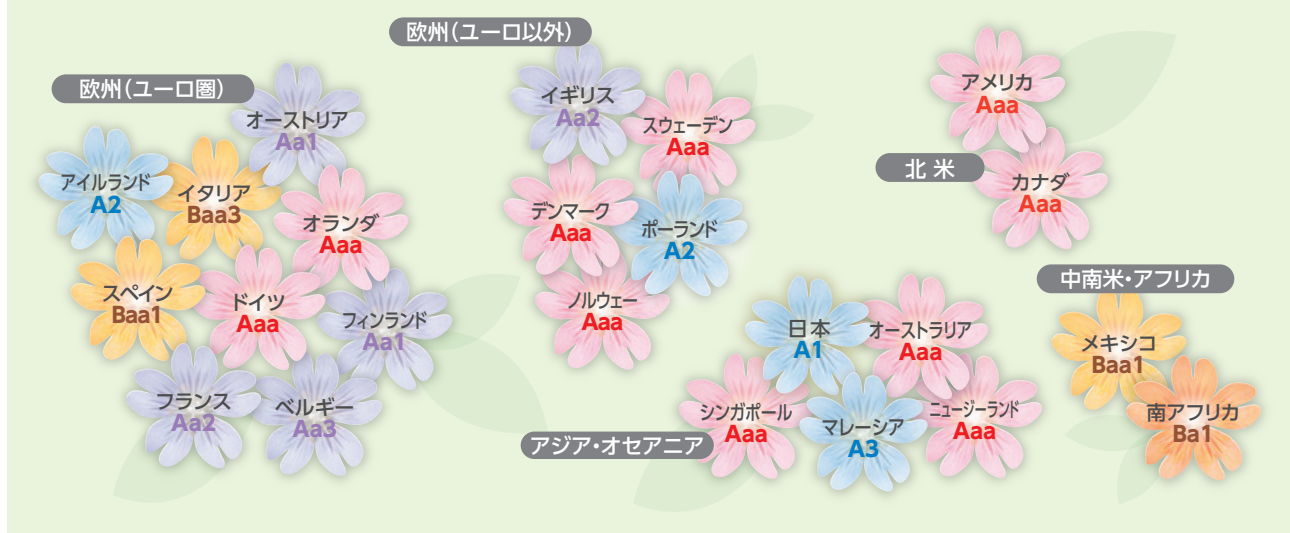 欧州(ユーロ圏)
オーストリア
Aa1
アイルランド
A2
イタリア
Baa3
オランダ
Aaa
スペイン
Baa1
ドイツ
Aaa
フィンランド
Aa1
フランス
Aa2
ベルギー
Aa3
欧州(ユーロ以外)
イギリス
Aa2
スウェーデン
Aaa
デンマーク
Aaa
ポーランド
A2
ノルウェー
Aaa
北 米
アメリカ
Aaa
カナダ
Aaa
アジア・オセアニア
日本
A1
オーストラリア
Aaa
シンガポール
Aaa
マレーシア
A3
ニュージーランド
Aaa
中南米・アフリカ
メキシコ
Baa1
南アフリカ
Ba1